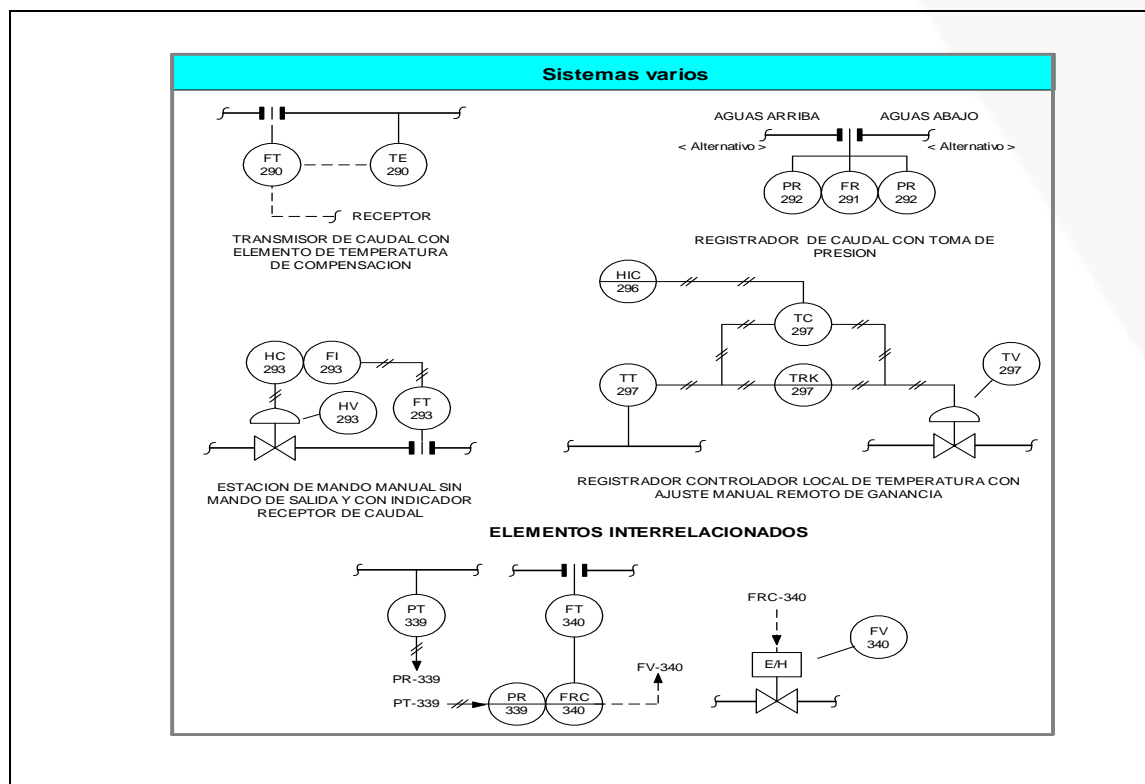 Sistemas varios
FT
290
TE
290
RECEPTOR
TRANSMISOR DE CAUDAL CON
ELEMENTO DE TEMPERATURA
DE COMPENSACION
AGUAS ARRIBA
AGUAS ABAJO
< Alternativo >
< Alternativo >
PR
292
FR
291
PR
292
REGISTRADOR DE CAUDAL CON TOMA DE
PRESION
HC
293
FI
293
HV
293
FT
293
ESTACION DE MANDO MANUAL SIN
MANDO DE SALIDA Y CON INDICADOR
RECEPTOR DE CAUDAL
HIC
296
TC
297
TT
297
TRK
297
TV
297
REGISTRADOR CONTROLADOR LOCAL DE TEMPERATURA CON
AJUSTE MANUAL REMOTO DE GANANCIA
ELEMENTOS INTERRELACIONADOS
PT
339
PR-339
PT-339
FT
340
PR
339
FRC
340
FV-340
FRC-340
E/H
FV
340